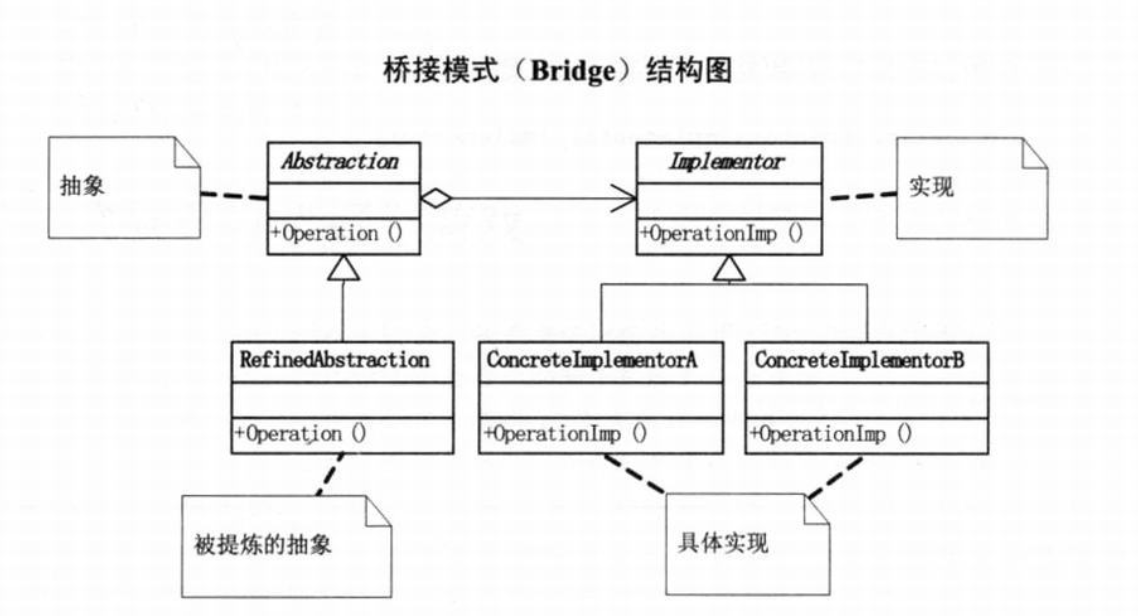 桥接模式（Bridge）结构图
抽象
Abstraction
+Operation ()
Implementor
+OperationImp ()
实现
RefinedAbstraction
+Operation ()
ConcreteImplementorA
+OperationImp ()
ConcreteImplementorB
+OperationImp ()
被提炼的抽象
具体实现